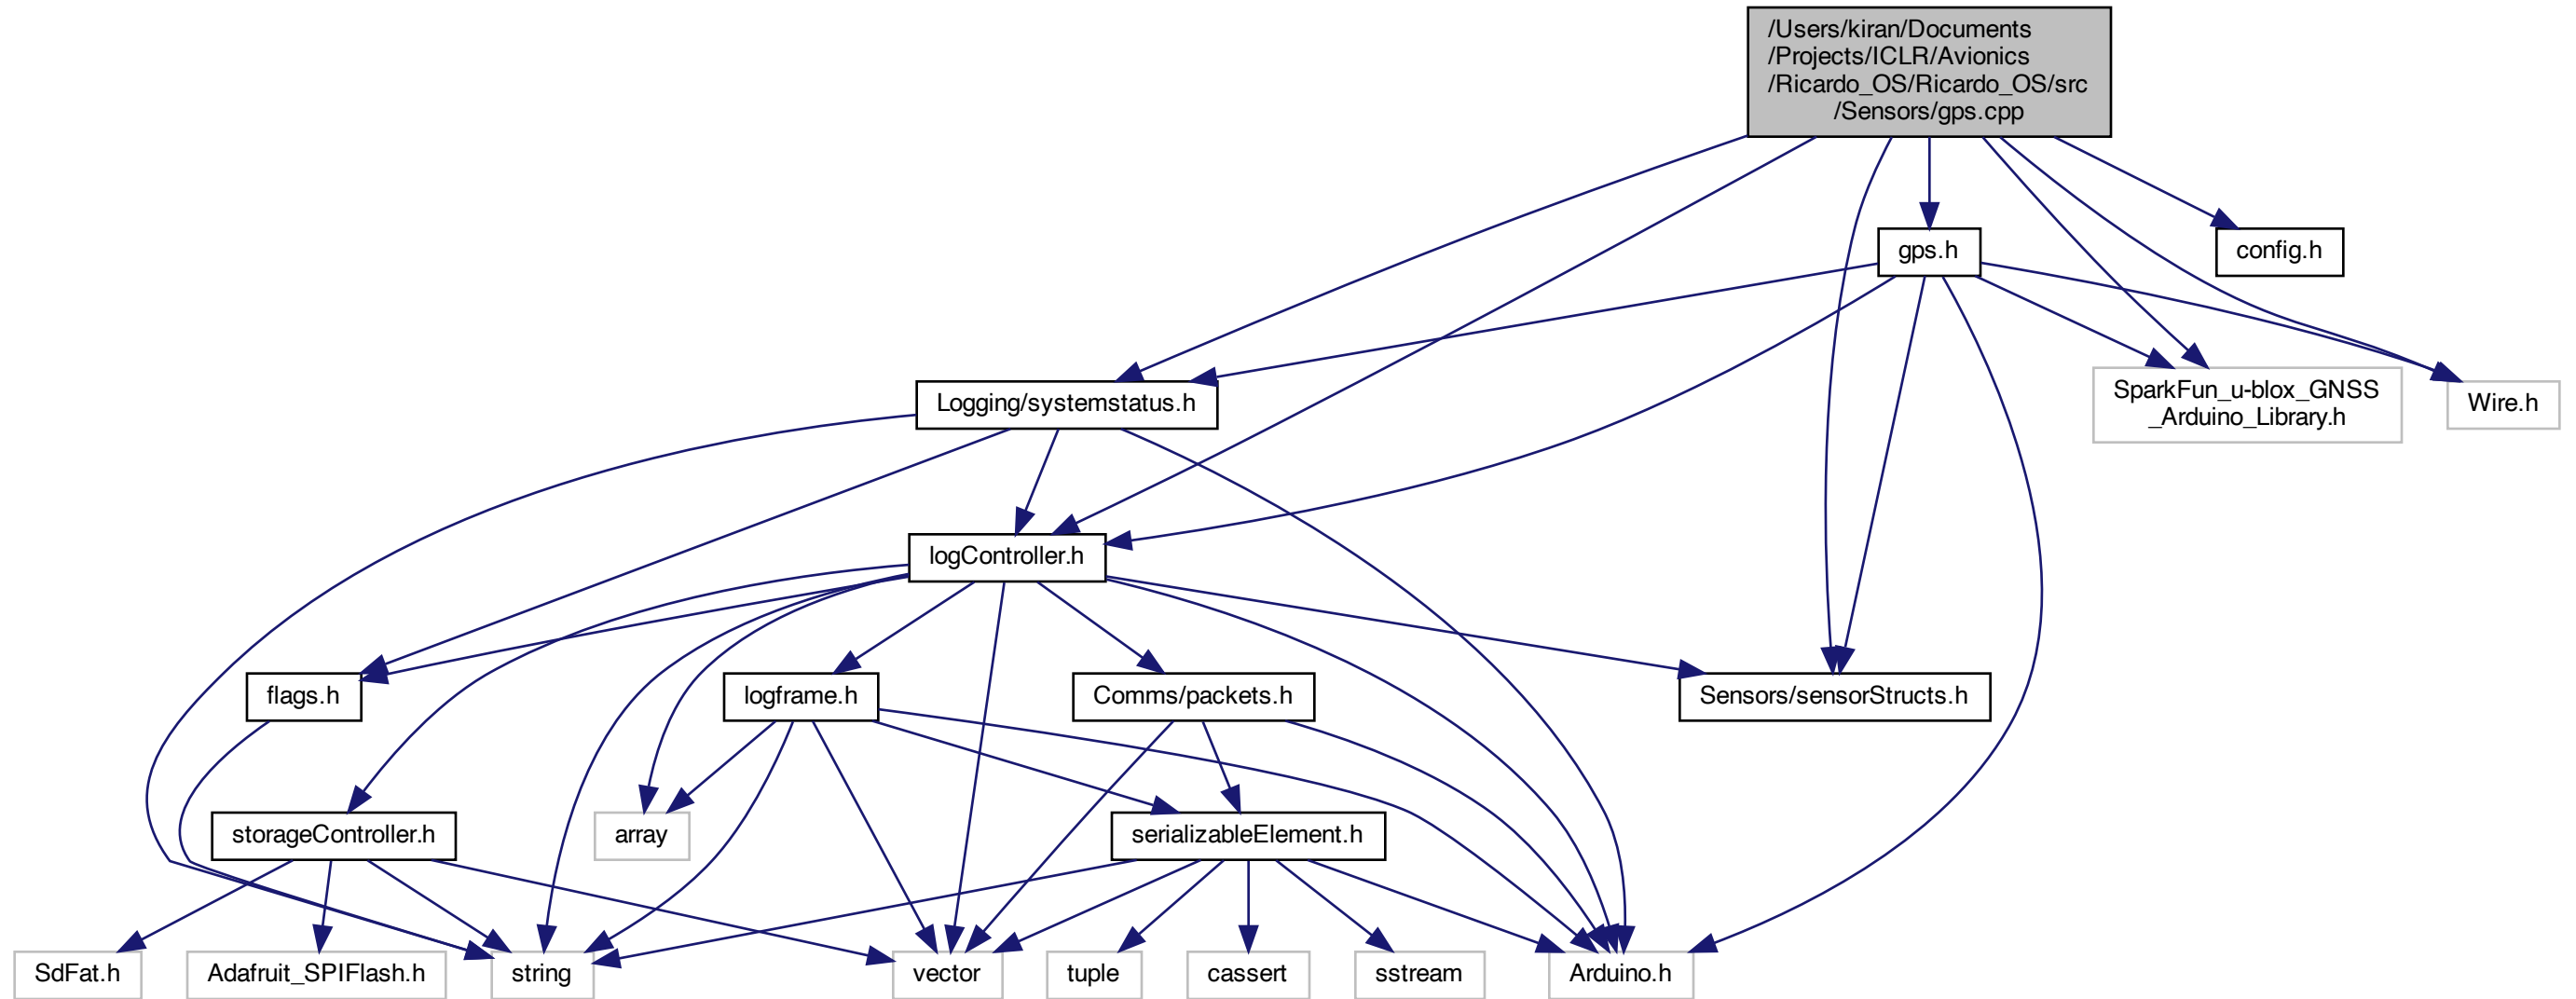 /Users/kiran/Documents
/Projects/ICLR/Avionics
/Ricardo_OS/Ricardo_OS/src
/Sensors/gps.cpp
gps.h
config.h
SparkFun_u-blox_GNSS
_Arduino_Library.h
Wire.h
Logging/systemstatus.h
logController.h
flags.h
logframe.h
Comms/packets.h
Sensors/sensorStructs.h
storageController.h
array
serializableElement.h
SdFat.h
Adafruit_SPIFlash.h
string
vector
tuple
cassert
sstream
Arduino.h